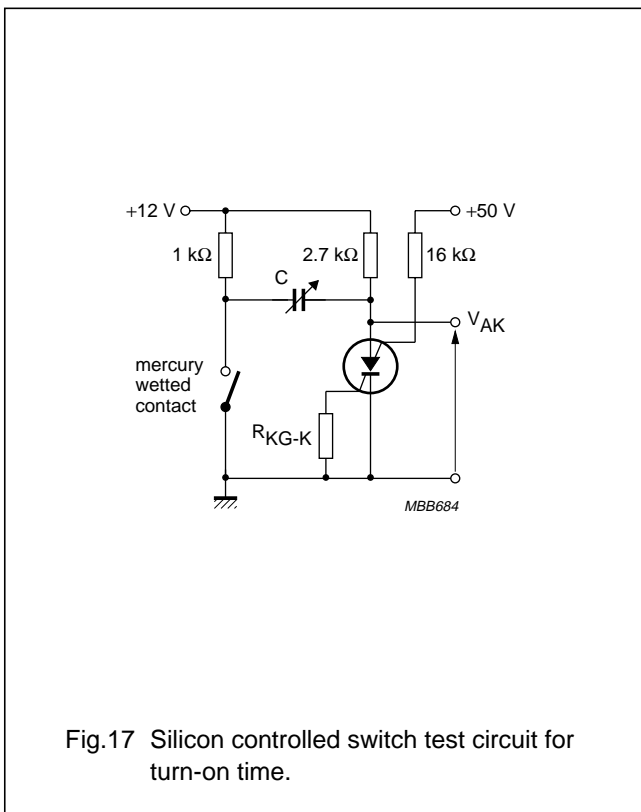 +12 V
+50 V
1 kΩ
2.7 kΩ
16 kΩ
C
V_AK
mercury
wetted
contact
R_KG-K
MBB684
Fig.17 Silicon controlled switch test circuit for
turn-on time.